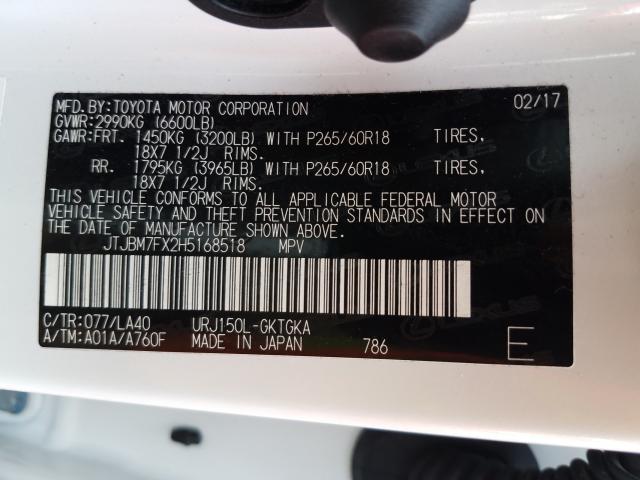 MFD.BY:TOYOTA MOTOR CORPORATION 02/17
GVWR:2990KG (6600LB)
GAWR:FRT. 1450KG (3200LB) WITH P265/60R18 TIRES,
18X7 1/2J RIMS.
RR. 1795KG (3965LB) WITH P265/60R18 TIRES,
18X7 1/2J RIMS.
THIS VEHICLE CONFORMS TO ALL APPLICABLE FEDERAL MOTOR
VEHICLE SAFETY AND THEFT PREVENTION STANDARDS IN EFFECT ON
THE DATE OF MANUFACTURE SHOWN ABOVE.
JTJBM7FX2H5168518 MPV
C/TR:077/LA40 URJ150L-GKTGKA
A/TM:A01A/A760F MADE IN JAPAN 786 E
LEXUS